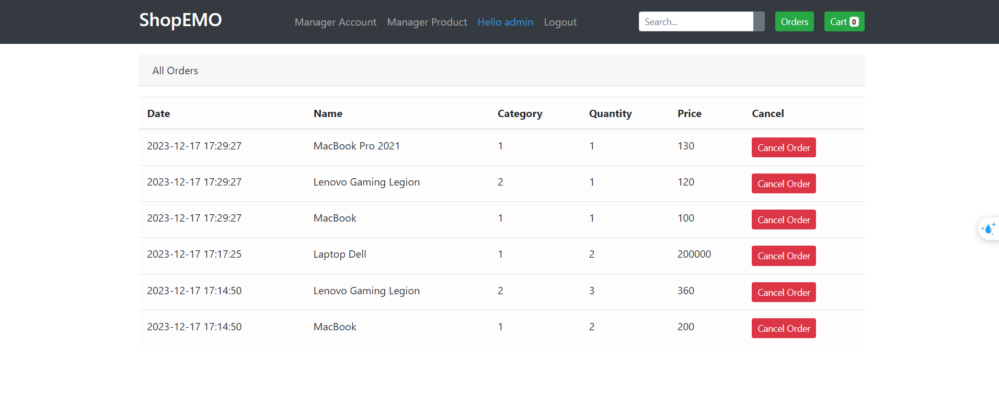 ShopEMO Manager Account Manager Product Hello admin Logout Search... Orders Cart 0
All Orders
Date Name Category Quantity Price Cancel
2023-12-17 17:29:27 MacBook Pro 2021 1 1 130 Cancel Order
2023-12-17 17:29:27 Lenovo Gaming Legion 2 1 120 Cancel Order
2023-12-17 17:29:27 MacBook 1 1 100 Cancel Order
2023-12-17 17:17:25 Laptop Dell 1 2 200000 Cancel Order
2023-12-17 17:14:50 Lenovo Gaming Legion 2 3 360 Cancel Order
2023-12-17 17:14:50 MacBook 1 2 200 Cancel Order